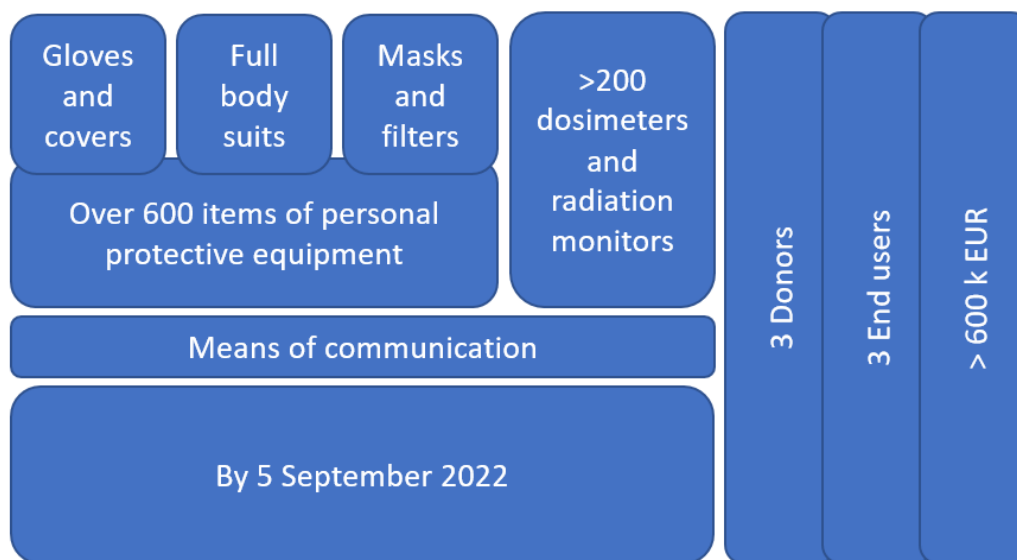 Gloves
and
covers
Full
body
suits
Masks
and
filters
>200
dosimeters
and
radiation
monitors
Over 600 items of personal
protective equipment
Means of communication
By 5 September 2022
3 Donors
3 End users
> 600 k EUR